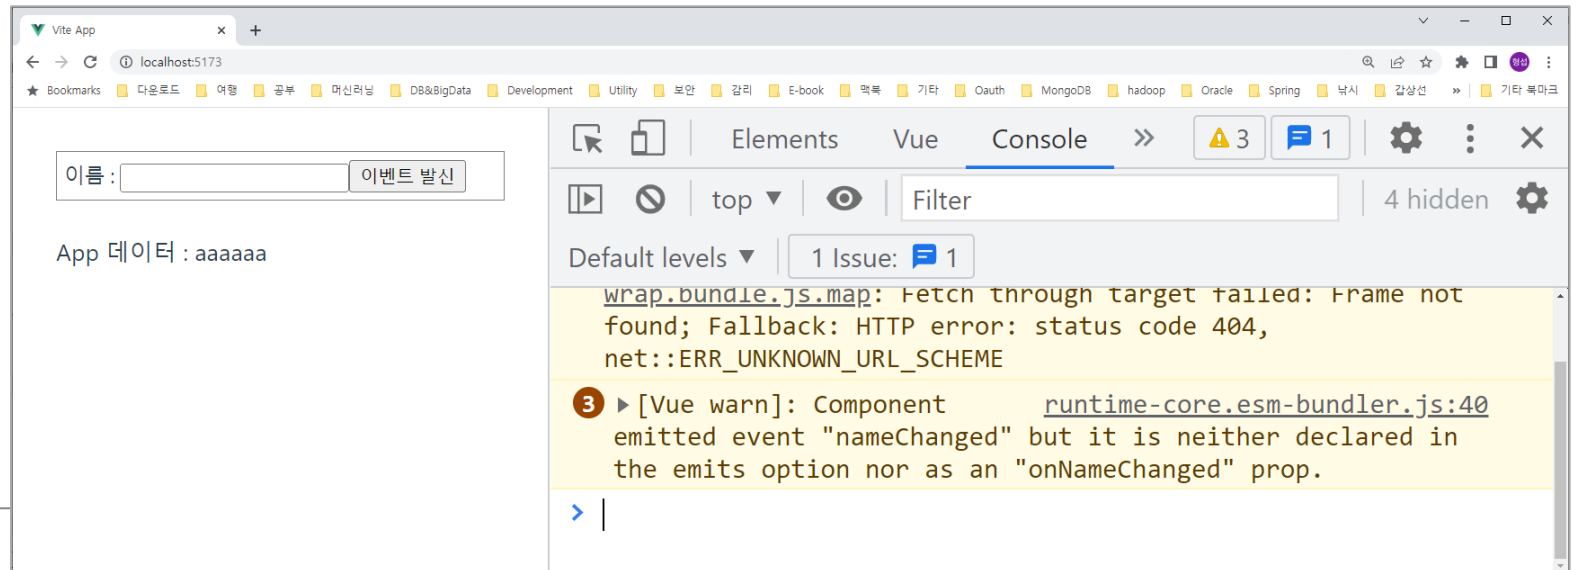 Vite App
localhost:5173
형섭
Bookmarks 다운로드 여행 공부 머신러닝 DB&BigData Development Utility 보안 감리 E-book 맥북 기타 Oauth MongoDB hadoop Oracle Spring 낚시 갑상선 » 기타 북마크
이름 : 이벤트 발신
App 데이터 : aaaaaa
Elements Vue Console 3 1
top ▼ Filter 4 hidden
Default levels ▼ 1 Issue: 1
wrap.bundle.js.map: Fetch through target failed: Frame not
found; Fallback: HTTP error: status code 404,
net::ERR_UNKNOWN_URL_SCHEME
3 ▶[Vue warn]: Component runtime-core.esm-bundler.js:40
emitted event "nameChanged" but it is neither declared in
the emits option nor as an "onNameChanged" prop.
>